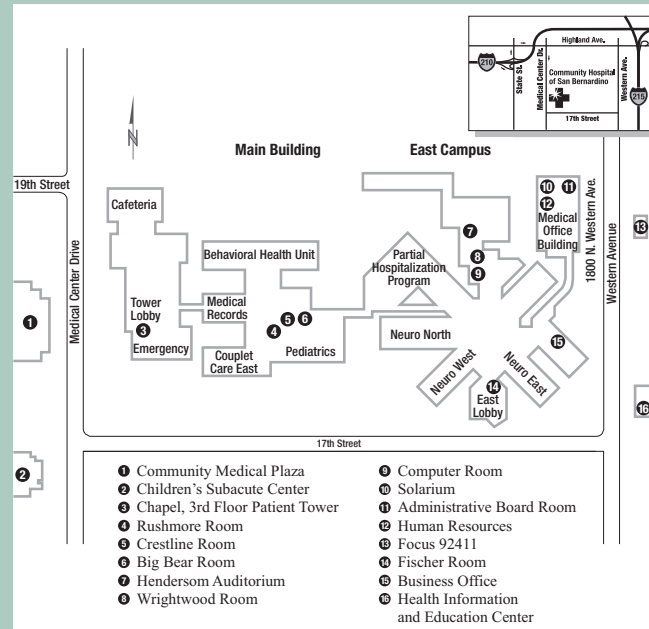 Highland Ave.
210
State St.
Medical Center Dr.
Community Hospital
of San Bernardino
Western Ave.
215
17th Street
N
Main Building
East Campus
19th Street
Cafeteria
10
11
12
Medical
Office
Building
1800 N. Western Ave.
Western Avenue
13
7
8
9
Behavioral Health Unit
Partial
Hospitalization
Program
Medical Center Drive
Tower
Lobby
3
Emergency
Medical
Records
5
6
4
Pediatrics
Couplet
Care East
1
Neuro North
Neuro West
Neuro East
15
14
East
Lobby
16
17th Street
2
1 Community Medical Plaza
2 Children's Subacute Center
3 Chapel, 3rd Floor Patient Tower
4 Rushmore Room
5 Crestline Room
6 Big Bear Room
7 Hendersom Auditorium
8 Wrightwood Room
9 Computer Room
10 Solarium
11 Administrative Board Room
12 Human Resources
13 Focus 92411
14 Fischer Room
15 Business Office
16 Health Information
and Education Center